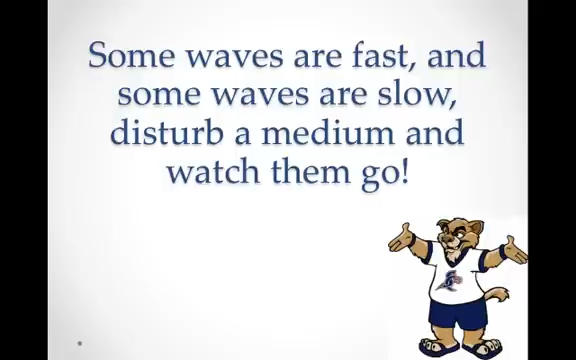 Some waves are fast, and
some waves are slow,
disturb a medium and
watch them go!